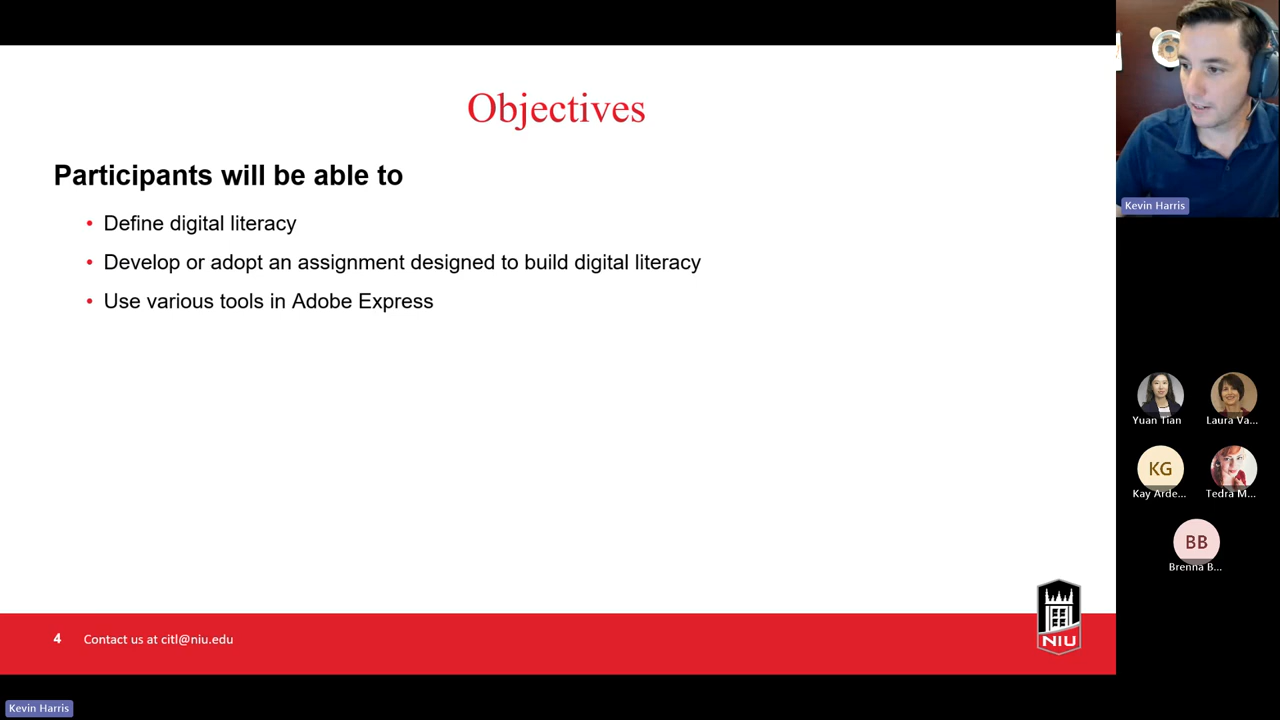 Objectives
Participants will be able to
• Define digital literacy
• Develop or adopt an assignment designed to build digital literacy
• Use various tools in Adobe Express
4 Contact us at citl@niu.edu
NIU
Kevin Harris
Yuan Tian
Laura Va...
KG
Kay Arde...
Tedra M...
BB
Brenna B...
Kevin Harris